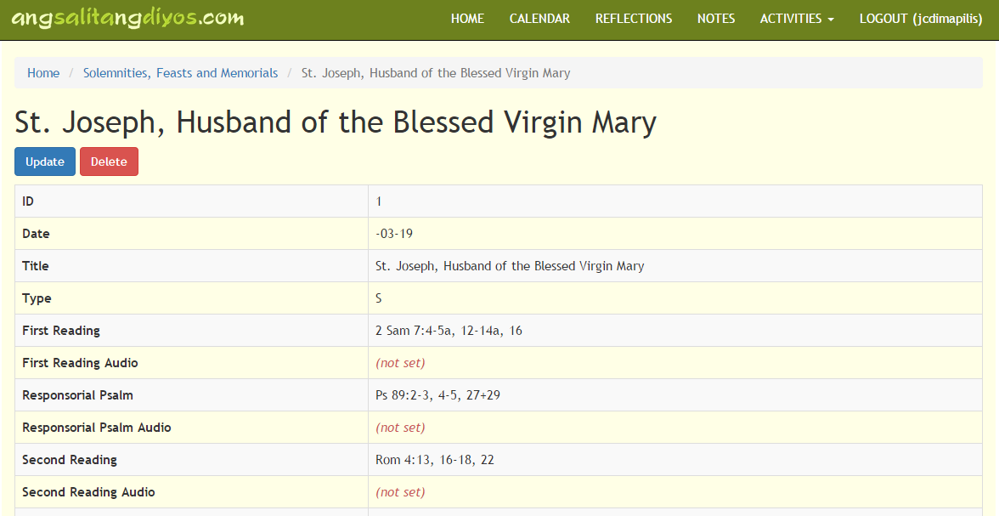 angsalitangdiyos.com HOME CALENDAR REFLECTIONS NOTES ACTIVITIES LOGOUT (jcdimapilis)
Home / Solemnities, Feasts and Memorials / St. Joseph, Husband of the Blessed Virgin Mary
St. Joseph, Husband of the Blessed Virgin Mary
Update Delete
ID 1
Date -03-19
Title St. Joseph, Husband of the Blessed Virgin Mary
Type S
First Reading 2 Sam 7:4-5a, 12-14a, 16
First Reading Audio (not set)
Responsorial Psalm Ps 89:2-3, 4-5, 27+29
Responsorial Psalm Audio (not set)
Second Reading Rom 4:13, 16-18, 22
Second Reading Audio (not set)